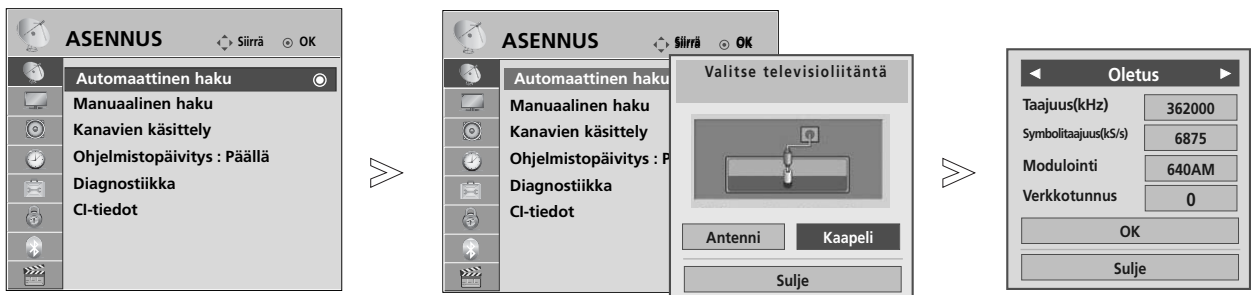 ASENNUS Siirrä OK
Automaattinen haku
Manuaalinen haku
Kanavien käsittely
Ohjelmistopäivitys : Päällä
Diagnostiikka
CI-tiedot
ASENNUS Siirrä OK
Automaattinen haku
Manuaalinen haku
Kanavien käsittely
Ohjelmistopäivitys : P
Diagnostiikka
CI-tiedot
Valitse televisioliitäntä
Antenni Kaapeli
Sulje
Oletus
Taajuus(kHz) 362000
Symbolitaajuus(kS/s) 6875
Modulointi 640AM
Verkkotunnus 0
OK
Sulje